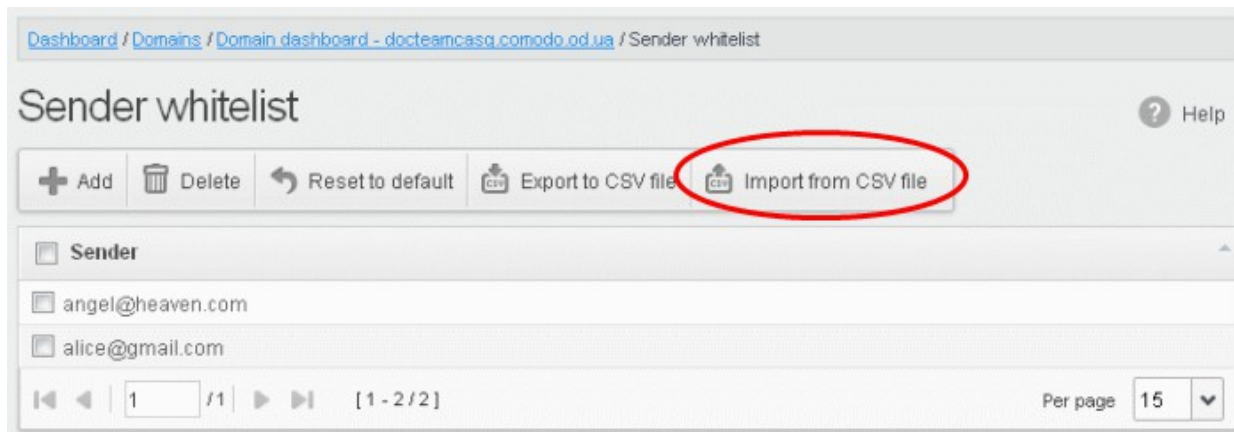 Dashboard / Domains / Domain dashboard - docteamcasg.comodo.od.ua / Sender whitelist
Sender whitelist
Help
Add Delete Reset to default Export to CSV file Import from CSV file
Sender
angel@heaven.com
alice@gmail.com
1 /1 [1-2/2] Per page 15